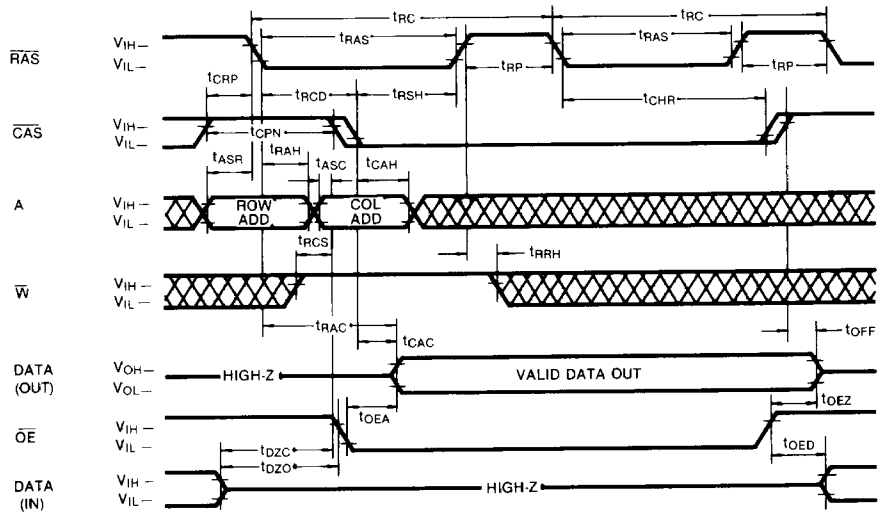 tRC tRC
RAS VIH tRAS tRAS
VIL tRP tRP
tCRP tRCD tRSH tCHR
CAS VIH tCPN
VIL
tASR tRAH tASC tCAH
A VIH ROW ADD COL ADD
VIL
tRCS tRRH
W VIH
VIL
tRAC tCAC tOFF
DATA (OUT) VOH HIGH-Z VALID DATA OUT
VOL
tOEA tOEZ
OE VIH
VIL
tDZC tOED
tDZO
DATA (IN) VIH HIGH-Z
VIL